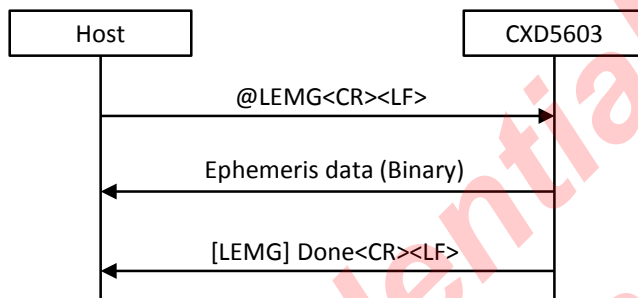 Host
CXD5603
@LEMG<CR><LF>
Ephemeris data (Binary)
[LEMG] Done<CR><LF>